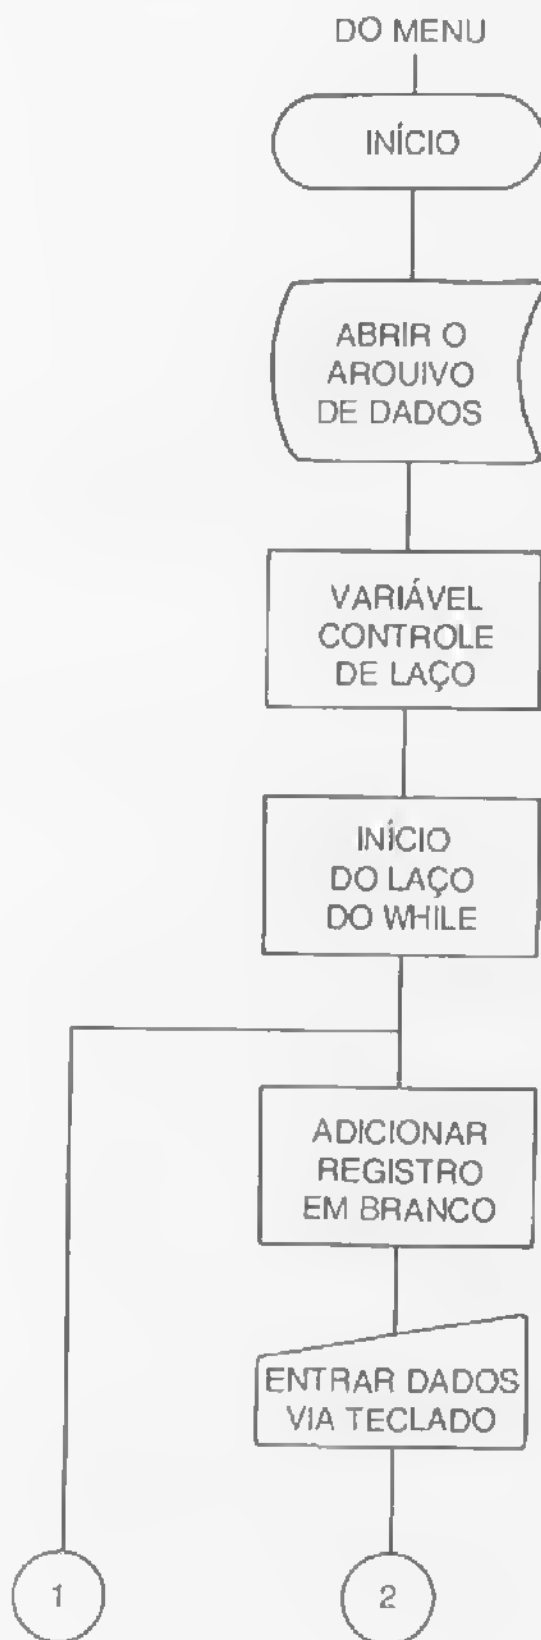 DO MENU
INÍCIO
ABRIR O
AROUIVO
DE DADOS
VARIÁVEL
CONTROLE
DE LAÇO
INÍCIO
DO LAÇO
DO WHILE
ADICIONAR
REGISTRO
EM BRANCO
ENTRAR DADOS
VIA TECLADO
1
2